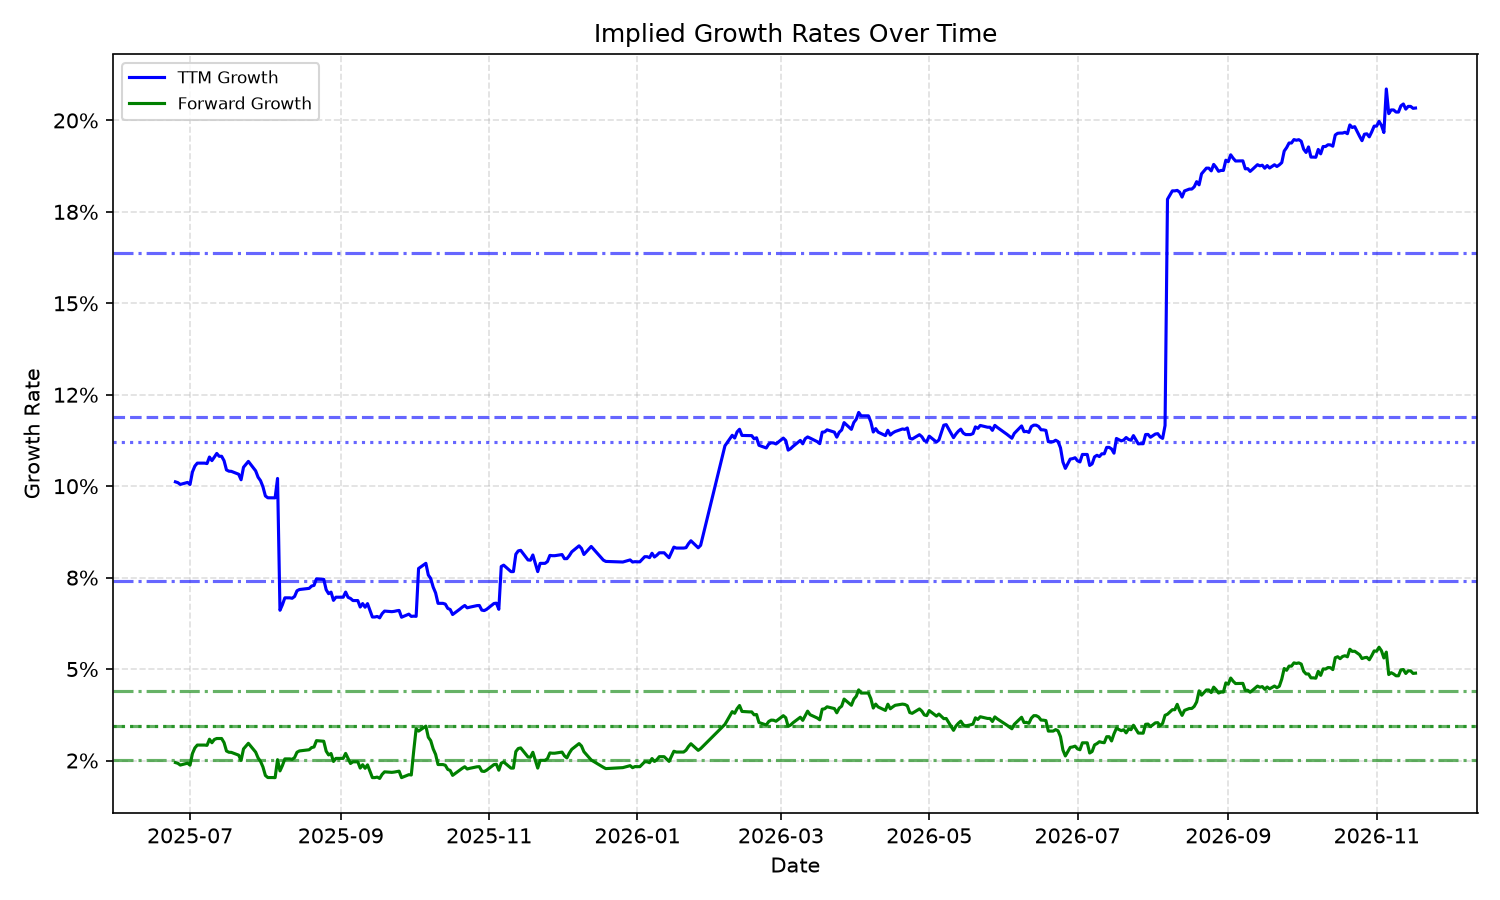 Implied Growth Rates Over Time
TTM Growth
Forward Growth
20%
18%
15%
12%
10%
8%
5%
2%
Growth Rate
2025-07 2025-09 2025-11 2026-01 2026-03 2026-05 2026-07 2026-09 2026-11
Date